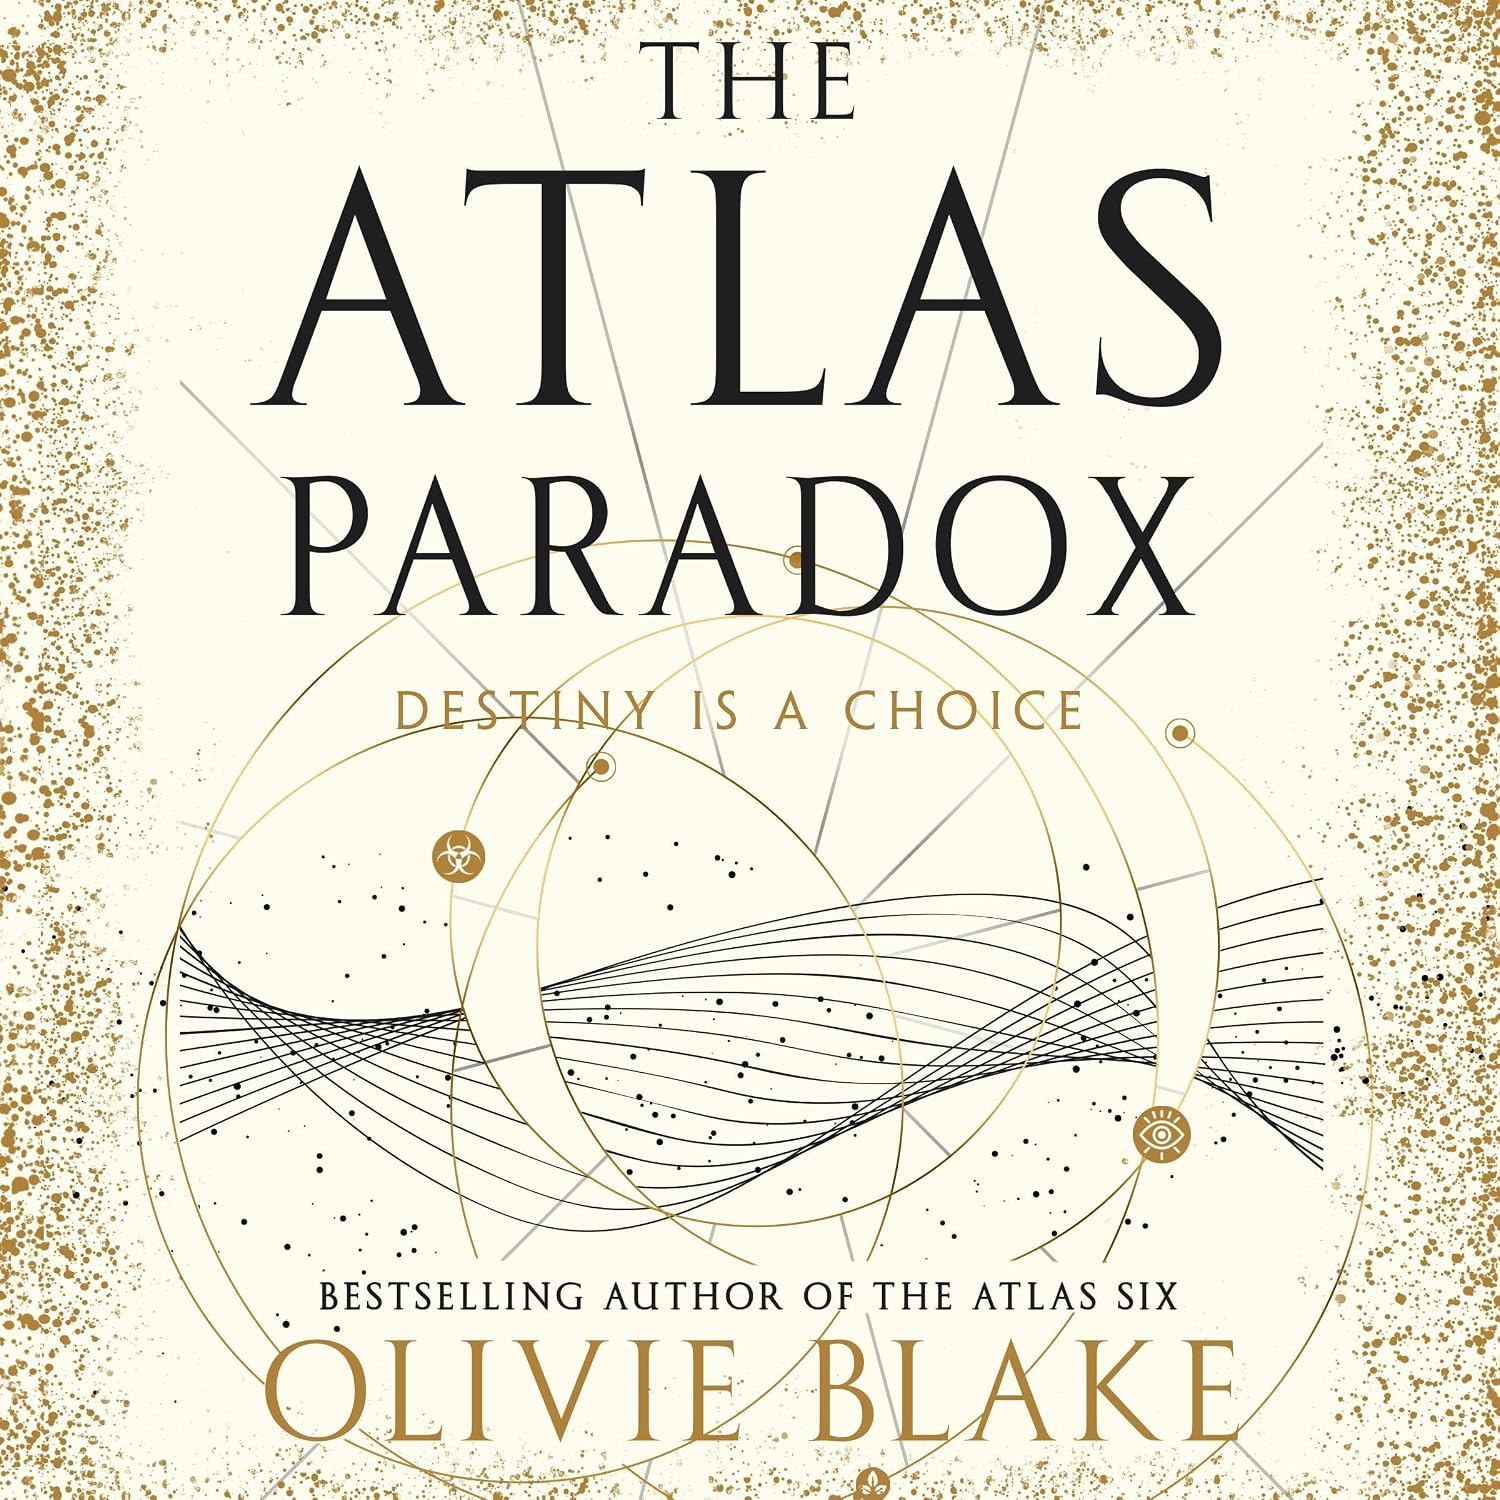 THE
ATLAS
PARADOX
DESTINY IS A CHOICE
BESTSELLING AUTHOR OF THE ATLAS SIX
OLIVIE BLAKE